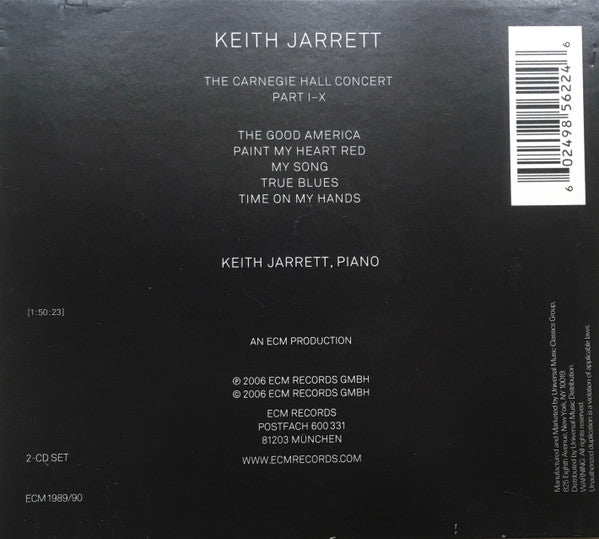 KEITH JARRETT
THE CARNEGIE HALL CONCERT
PART I–X
THE GOOD AMERICA
PAINT MY HEART RED
MY SONG
TRUE BLUES
TIME ON MY HANDS
KEITH JARRETT, PIANO
[1:50:23]
AN ECM PRODUCTION
℗ 2006 ECM RECORDS GMBH
© 2006 ECM RECORDS GMBH
ECM RECORDS
POSTFACH 600 331
81203 MÜNCHEN
WWW.ECMRECORDS.COM
2-CD SET
ECM 1989/90
6 02498 56224 6
Manufactured and Marketed by Universal Music Classics Group,
825 Eighth Avenue, New York, NY 10019.
Distributed by Universal Music Distribution.
WARNING: All rights reserved.
Unauthorized duplication is a violation of applicable laws.